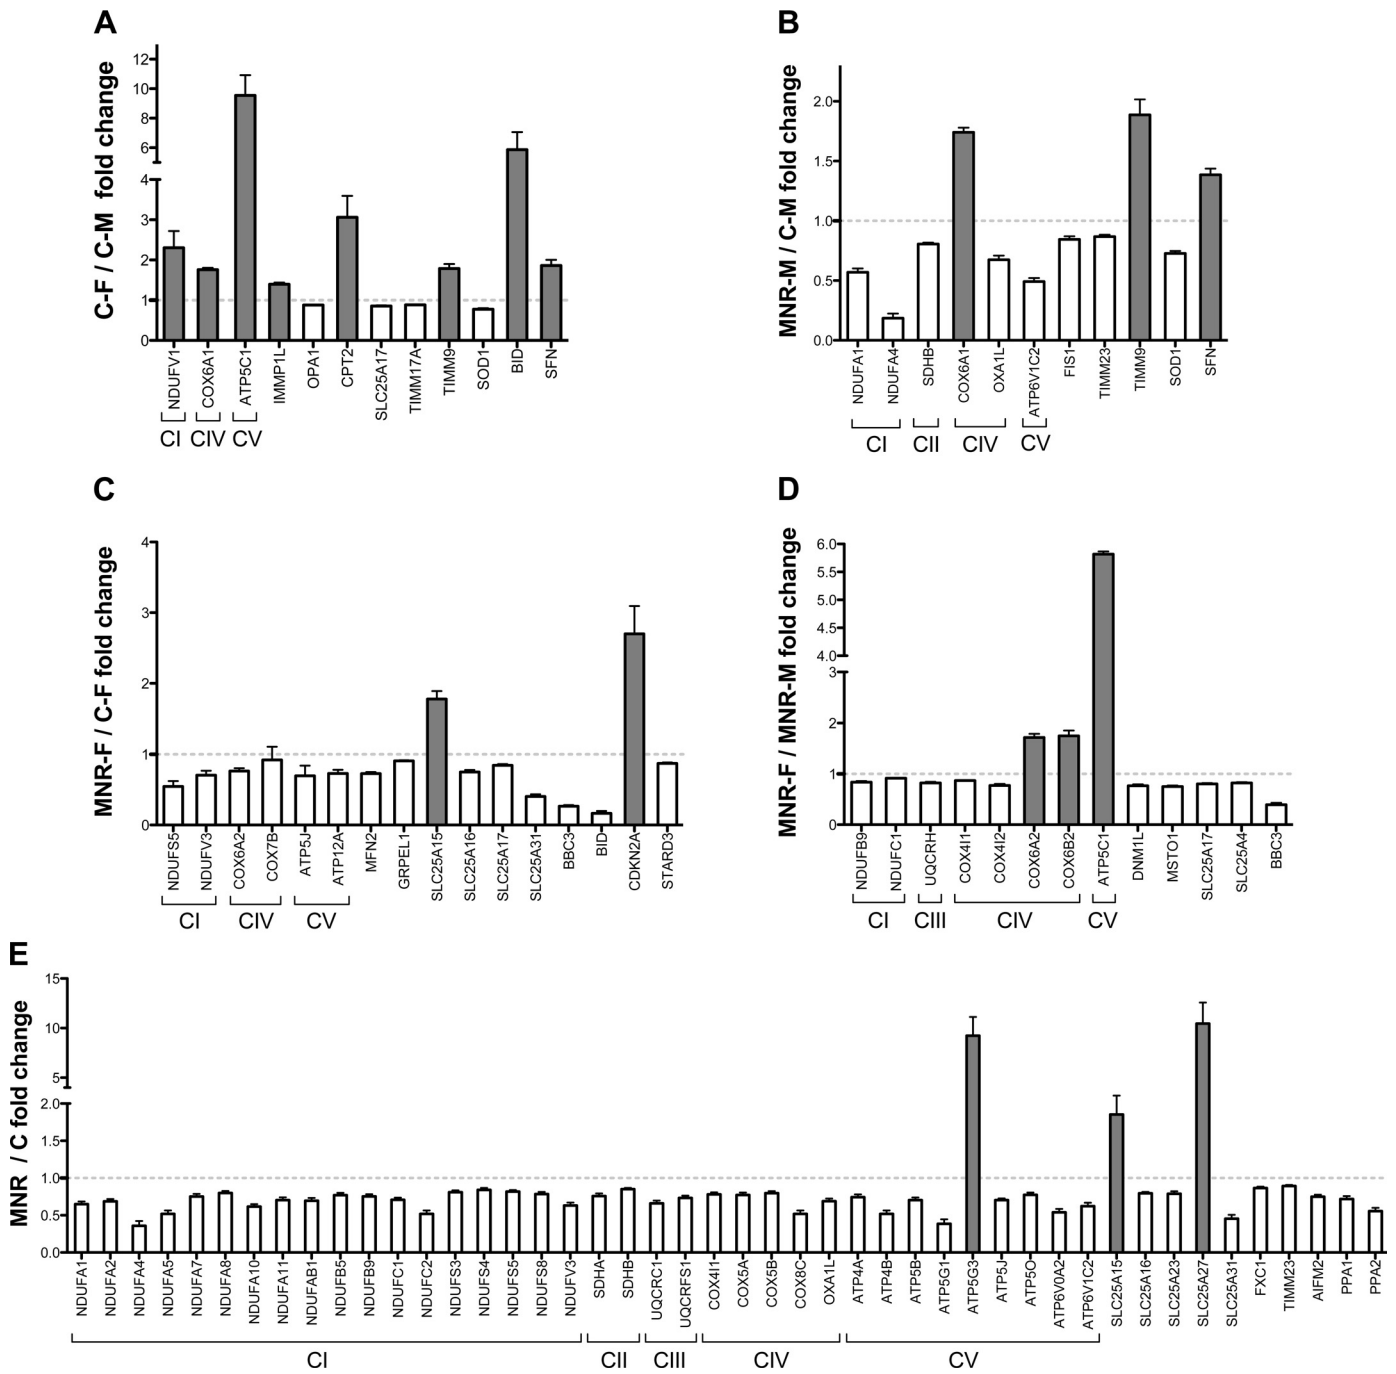 A
C-F / C-M fold change
12
10
8
6
4
3
2
1
0
NDUFV1
COX6A1
ATP5C1
IMMP1L
OPA1
CPT2
SLC25A17
TIMM17A
TIMM9
SOD1
BID
SFN
CI
CIV
CV
B
MNR-M / C-M fold change
2.0
1.5
1.0
0.5
0.0
NDUFA1
NDUFA4
SDHB
COX6A1
OXA1L
ATP6V1C2
FIS1
TIMM23
TIMM9
SOD1
SFN
CI
CII
CIV
CV
C
MNR-F / C-F fold change
4
3
2
1
0
NDUFS5
NDUFV3
COX6A2
COX7B
ATP5J
ATP12A
MFN2
GRPEL1
SLC25A15
SLC25A16
SLC25A17
SLC25A31
BBC3
BID
CDKN2A
STARD3
CI
CIV
CV
D
MNR-F / MNR-M fold change
6.0
5.5
5.0
4.5
4.0
3
2
1
0
NDUFB9
NDUFC1
UQCRH
COX4I1
COX4I2
COX6A2
COX6B2
ATP5C1
DNM1L
MSTO1
SLC25A17
SLC25A4
BBC3
CI
CIII
CIV
CV
E
MNR / C fold change
15
10
5
2.0
1.5
1.0
0.5
0.0
NDUFA1
NDUFA2
NDUFA4
NDUFA5
NDUFA7
NDUFA8
NDUFA10
NDUFA11
NDUFAB1
NDUFB5
NDUFB9
NDUFC1
NDUFC2
NDUFS3
NDUFS4
NDUFS5
NDUFS8
NDUFV3
SDHA
SDHB
UQCRC1
UQCRFS1
COX4I1
COX5A
COX5B
COX8C
OXA1L
ATP4A
ATP4B
ATP5B
ATP5G1
ATP5G3
ATP5J
ATP5O
ATP6V0A2
ATP6V1C2
SLC25A15
SLC25A16
SLC25A23
SLC25A27
SLC25A31
FXC1
TIMM23
AIFM2
PPA1
PPA2
CI
CII
CIII
CIV
CV